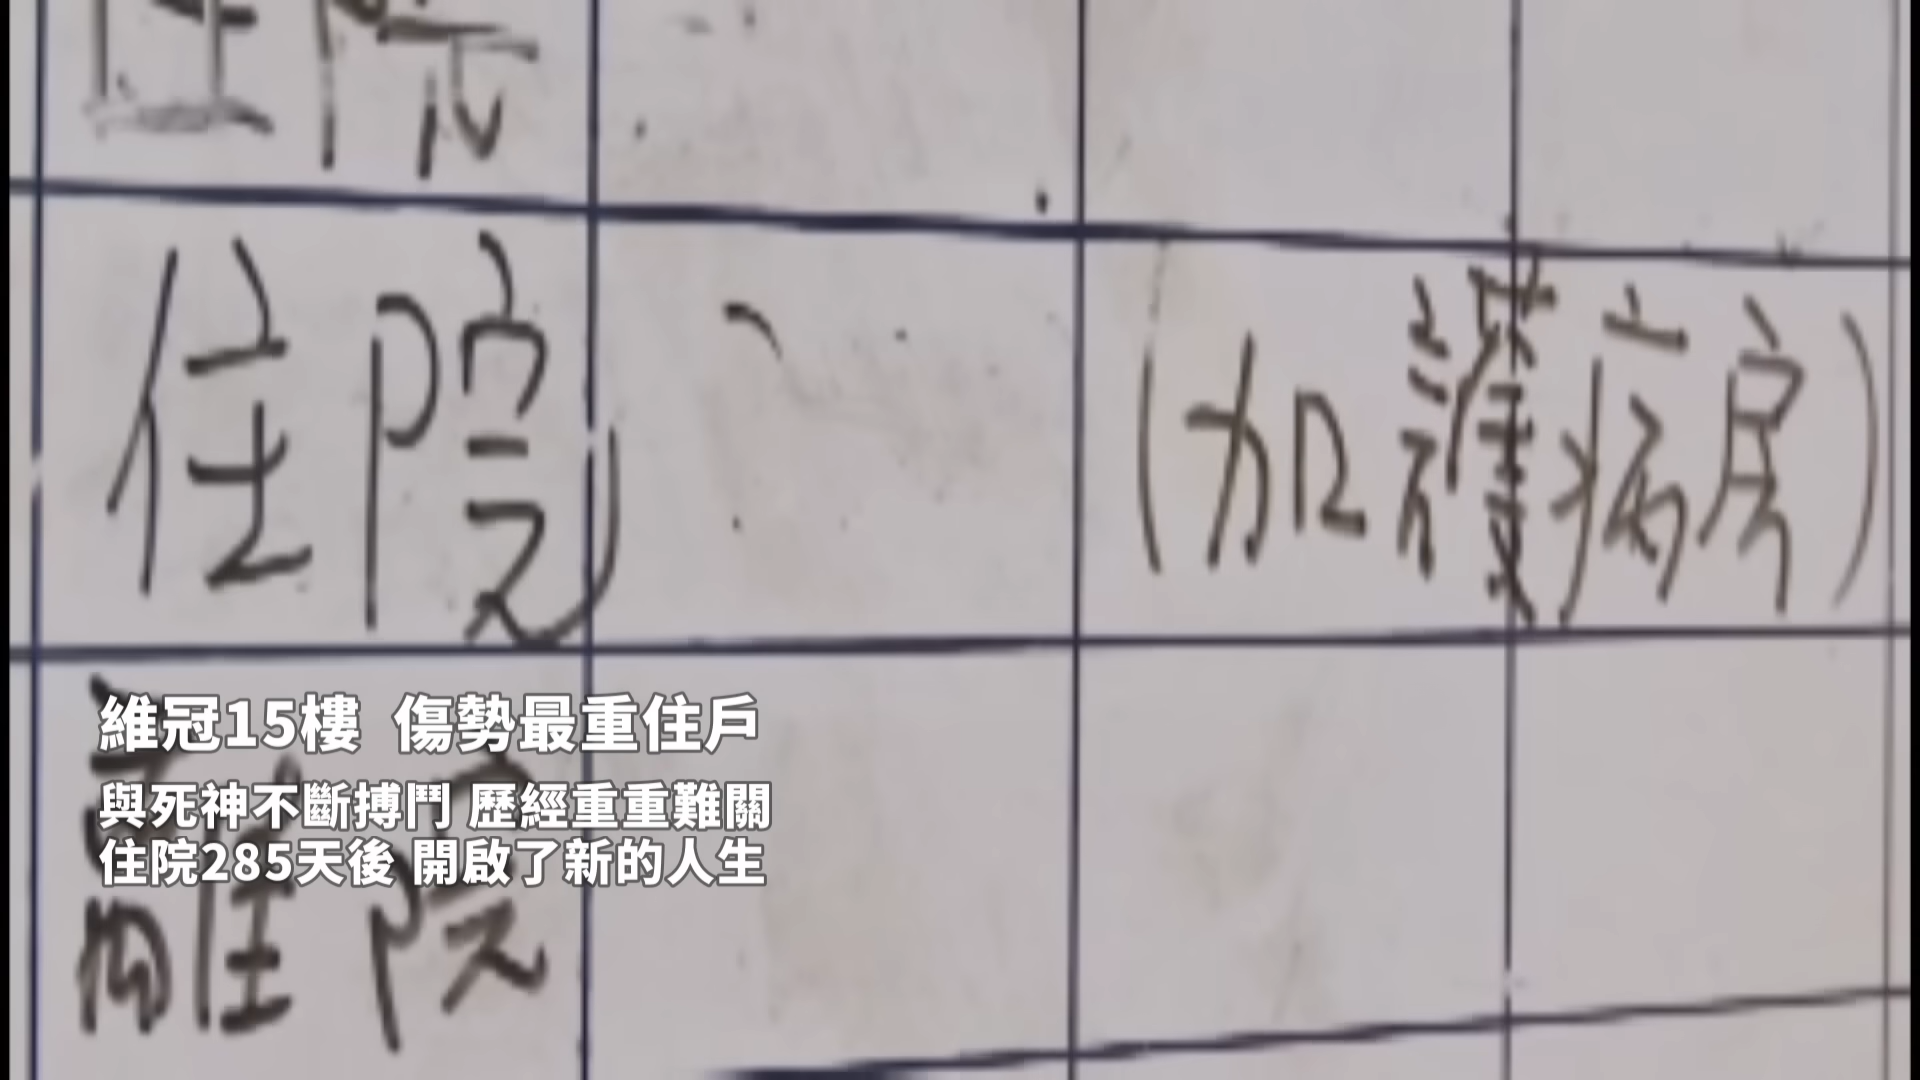 住院
住院 (加護病房)
維冠15樓 傷勢最重住戶
與死神不斷搏鬥 歷經重重難關
住院285天後 開啟了新的人生
離院